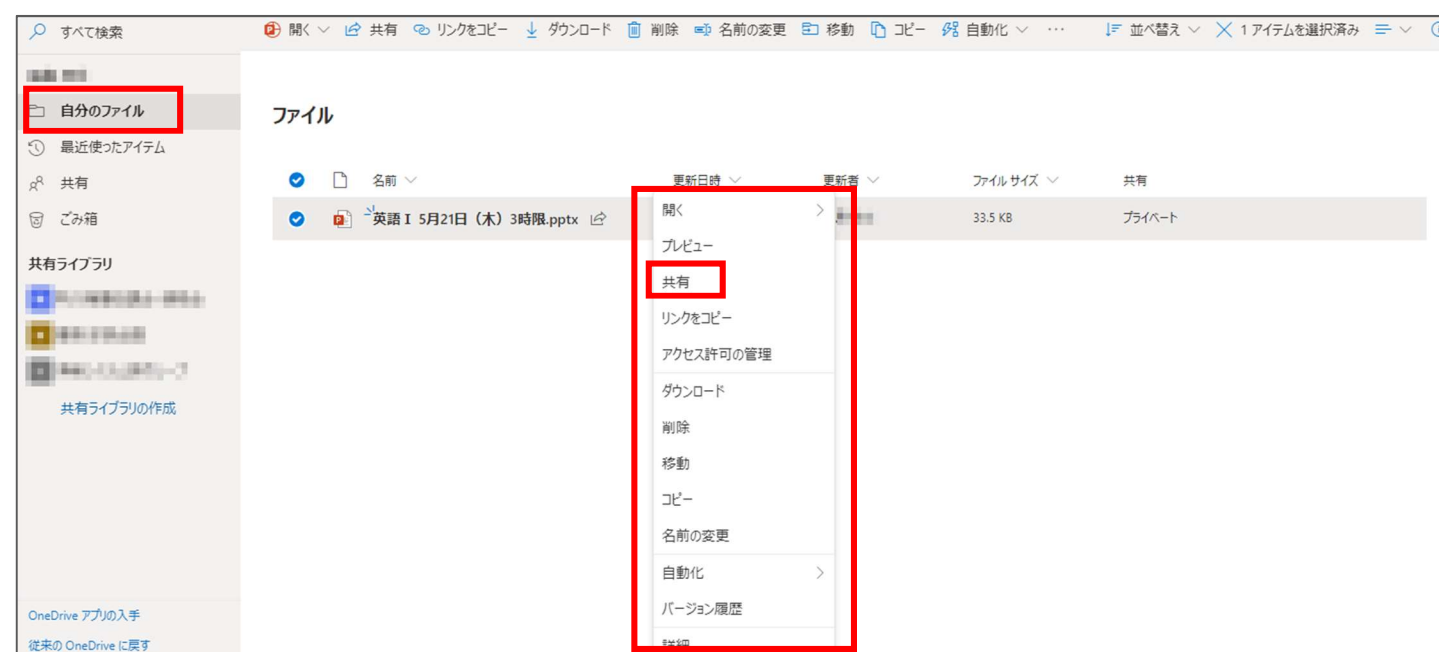 すべて検索
開く 共有 リンクをコピー ダウンロード 削除 名前の変更 移動 コピー 自動化 … 並べ替え 1 アイテムを選択済み
自分のファイル
最近使ったアイテム
共有
ごみ箱
共有ライブラリ
共有ライブラリの作成
OneDrive アプリの入手
従来の OneDrive に戻す
ファイル
名前 更新日時 更新者 ファイル サイズ 共有
英語 I 5月21日（木）3時限.pptx 33.5 KB プライベート
開く
プレビュー
共有
リンクをコピー
アクセス許可の管理
ダウンロード
削除
移動
コピー
名前の変更
自動化
バージョン履歴
詳細